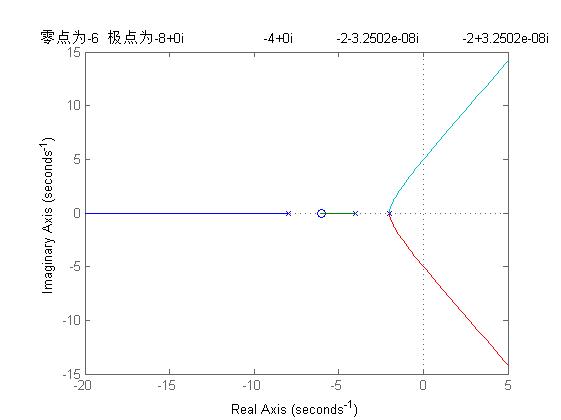 零点为-6 极点为-8+0i -4+0i -2-3.2502e-08i -2+3.2502e-08i
15
10
5
0
-5
-10
-15
Imaginary Axis (seconds-1)
-20 -15 -10 -5 0 5
Real Axis (seconds-1)